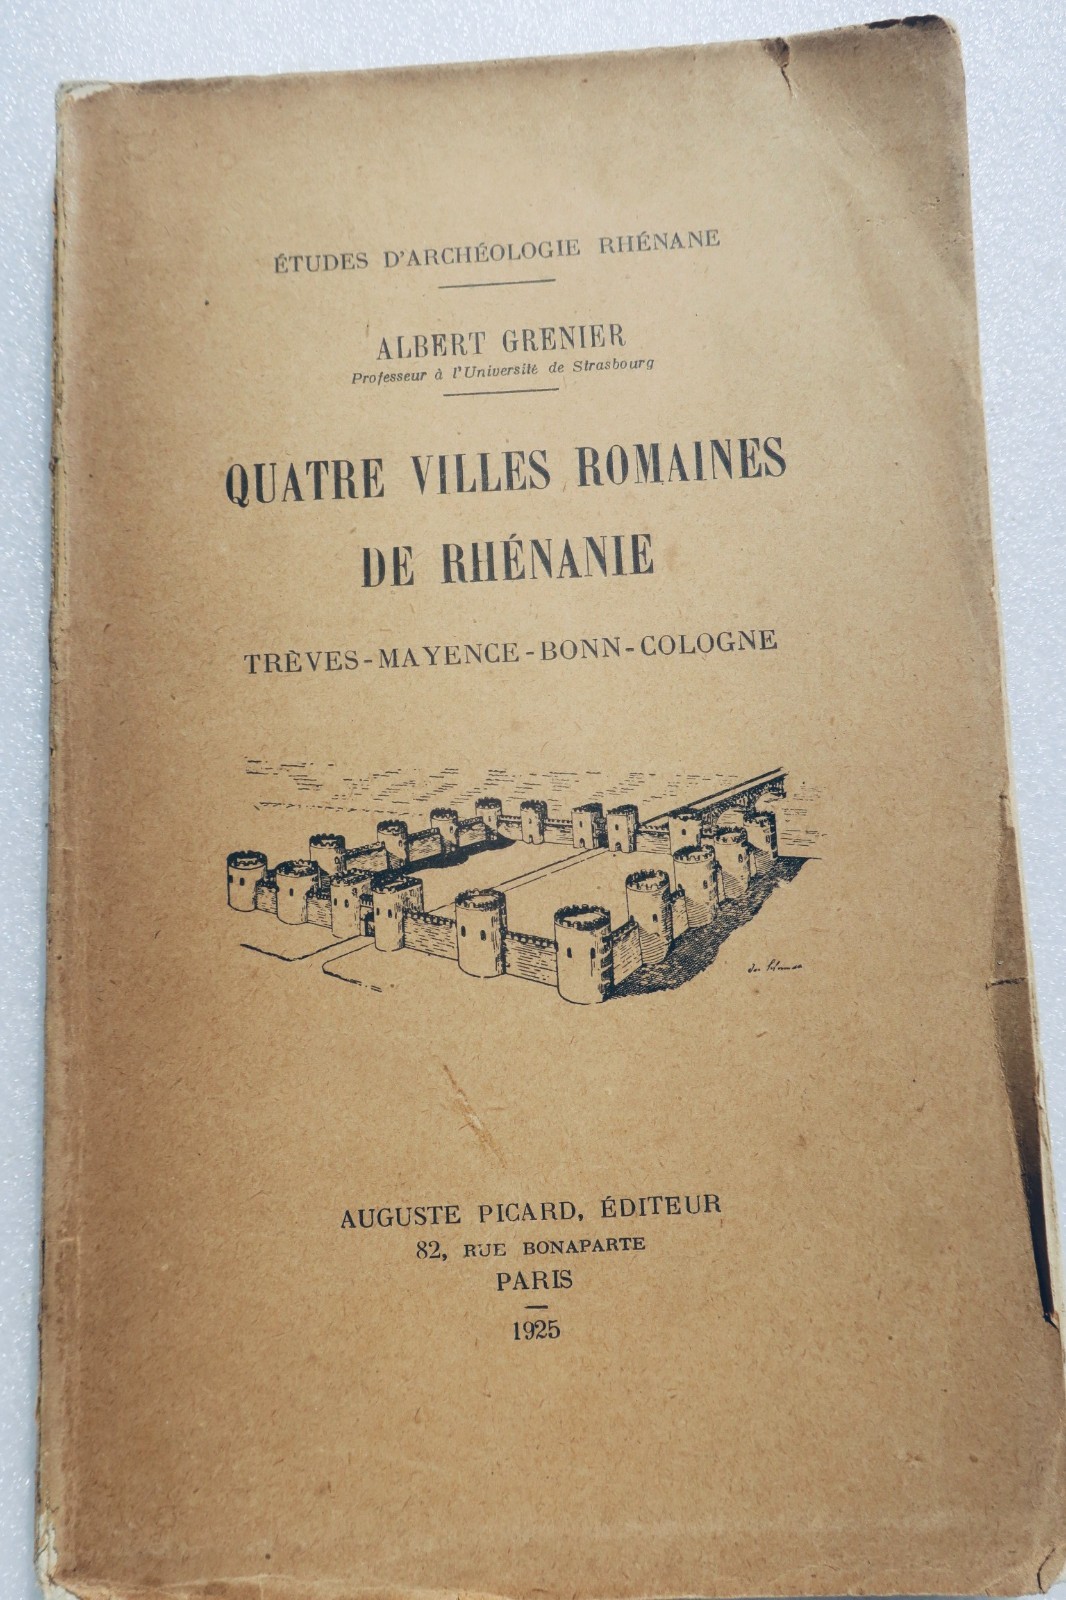 ÉTUDES D'ARCHÉOLOGIE RHÉNANE
ALBERT GRENIER
Professeur à l'Université de Strasbourg
QUATRE VILLES ROMAINES
DE RHÉNANIE
TRÈVES-MAYENCE-BONN-COLOGNE
AUGUSTE PICARD, ÉDITEUR
82, RUE BONAPARTE
PARIS
1925